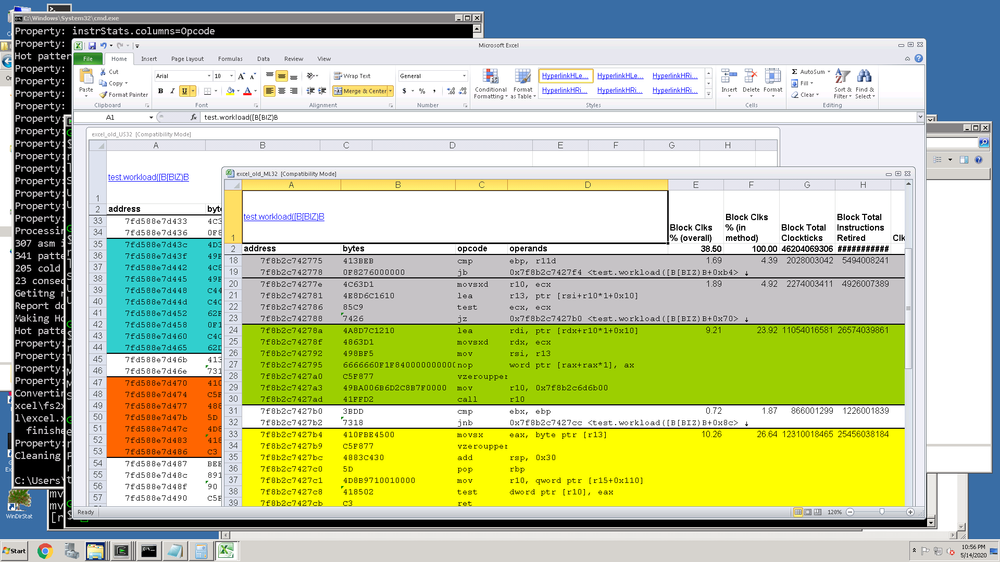 C:\Windows\System32\cmd.exe
Property: instrStats.columns=Opcode
Property:
Hot patter
Property:
Property:
Property:
Property:
Property:
Property:
Property:
Property:
Property:
Property:
Property:
Property:
Property:
Property:
Processin
307 asm i
341 patte
205 cold
23 consec
Getitng r
Report do
Making Ho
Hot patte
Property:
Property:
Property:
Property:
Convertin
xcel\fs2x
l\excel.x
finishe
Property:
Cleaning
C:\Users\
Microsoft Excel
File Home Insert Page Layout Formulas Data Review View
Paste
Cut
Copy
Format Painter
Clipboard
Arial 10
B I U
Font
Wrap Text
Merge & Center
Alignment
General
$ % ,
Number
Conditional Formatting
Format as Table
HyperlinkHLe... HyperlinkHLe... HyperlinkHRi...
HyperlinkHRi... HyperlinkHRi... HyperlinkHRi...
Styles
Insert Delete Format
Cells
AutoSum
Fill
Clear
Sort & Filter
Find & Select
Editing
A1 fx test.workload([B[BIZ)B
excel_old_US32 [Compatibility Mode]
A B C D E F G H
1 test.workload([B[BIZ)B
2 address byt
33 7fd588e7d433 4C3
34 7fd588e7d436 0F8
35 7fd588e7d43c 4D3
36 7fd588e7d43f 49F
37 7fd588e7d442 4C8
38 7fd588e7d445 49F
39 7fd588e7d448 C44
40 7fd588e7d44d C4C
41 7fd588e7d452 62F
42 7fd588e7d458 0F1
43 7fd588e7d460 C4C
44 7fd588e7d465 62D
45 7fd588e7d46b 413
46 7fd588e7d46e 731
47 7fd588e7d470 410
48 7fd588e7d474 C5F
49 7fd588e7d477 488
50 7fd588e7d47b 5D
51 7fd588e7d47c 4D8
52 7fd588e7d483 418
53 7fd588e7d486 C3
54 7fd588e7d487 BEE
55 7fd588e7d48c 891
56 7fd588e7d48f 90
57 7fd588e7d490 C5F
excel_old_ML32 [Compatibility Mode]
A B C D E F G H
1 test.workload([B[BIZ)B Block Clks % (overall) Block Clks % (in method) Block Total Clockticks Block Total Instructions Retired Clk
2 address bytes opcode operands 38.50 100.00 46204069306 ###########
18 7f8b2c742775 413BEB cmp ebp, r11d 1.69 4.39 2028003042 5494008241
19 7f8b2c742778 0F8276000000 jb 0x7f8b2c7427f4 <test.workload([B[BIZ)B+0xb4> ↓
20 7f8b2c74277e 4C63D1 movsxd r10, ecx 1.89 4.92 2274003411 4926007389
21 7f8b2c742781 4E8D6C1610 lea r13, ptr [rsi+r10*1+0x10]
22 7f8b2c742786 85C9 test ecx, ecx
23 7f8b2c742788 7426 jz 0x7f8b2c7427b0 <test.workload([B[BIZ)B+0x70> ↓
24 7f8b2c74278a 4A8D7C1210 lea rdi, ptr [rdx+r10*1+0x10] 9.21 23.92 11054016581 26574039861
25 7f8b2c74278f 4863D1 movsxd rdx, ecx
26 7f8b2c742792 498BF5 mov rsi, r13
27 7f8b2c742795 6666660F1F840000000000 nop word ptr [rax+rax*1], ax
28 7f8b2c7427a0 C5F877 vzeroupper
29 7f8b2c7427a3 49BA006B6D2C8B7F0000 mov r10, 0x7f8b2c6d6b00
30 7f8b2c7427ad 41FFD2 call r10
31 7f8b2c7427b0 3BDD cmp ebx, ebp 0.72 1.87 866001299 1226001839
32 7f8b2c7427b2 7318 jnb 0x7f8b2c7427cc <test.workload([B[BIZ)B+0x8c> ↓
33 7f8b2c7427b4 410FBE4500 movsx eax, byte ptr [r13] 10.26 26.64 12310018465 25456038184
34 7f8b2c7427b9 C5F877 vzeroupper
35 7f8b2c7427bc 4883C430 add rsp, 0x30
36 7f8b2c7427c0 5D pop rbp
37 7f8b2c7427c1 4D8B9710010000 mov r10, qword ptr [r15+0x110]
38 7f8b2c7427c8 418502 test dword ptr [r10], eax
39 7f8b2c7427cb C3 ret
Ready 120%
WinDirStat
mv
mv
[r
Start
10:56 PM
5/14/2020